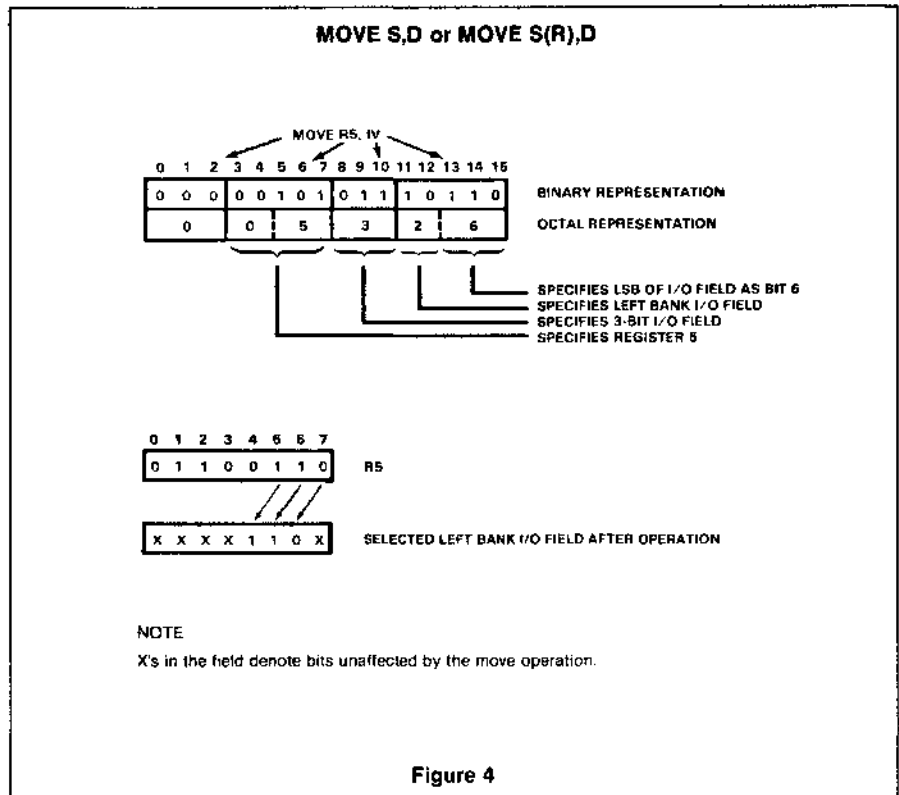 MOVE S,D or MOVE S(R),D
MOVE R5, IV
0 1 2 3 4 5 6 7 8 9 10 11 12 13 14 15
0 0 0 0 0 1 0 1 0 1 1 1 0 1 1 0 BINARY REPRESENTATION
0 0 5 3 2 6 OCTAL REPRESENTATION
SPECIFIES LSB OF I/O FIELD AS BIT 6
SPECIFIES LEFT BANK I/O FIELD
SPECIFIES 3-BIT I/O FIELD
SPECIFIES REGISTER 5
0 1 2 3 4 5 6 7
0 1 1 0 0 1 1 0 R5
X X X X 1 1 0 X SELECTED LEFT BANK I/O FIELD AFTER OPERATION
NOTE
X's in the field denote bits unaffected by the move operation.
Figure 4